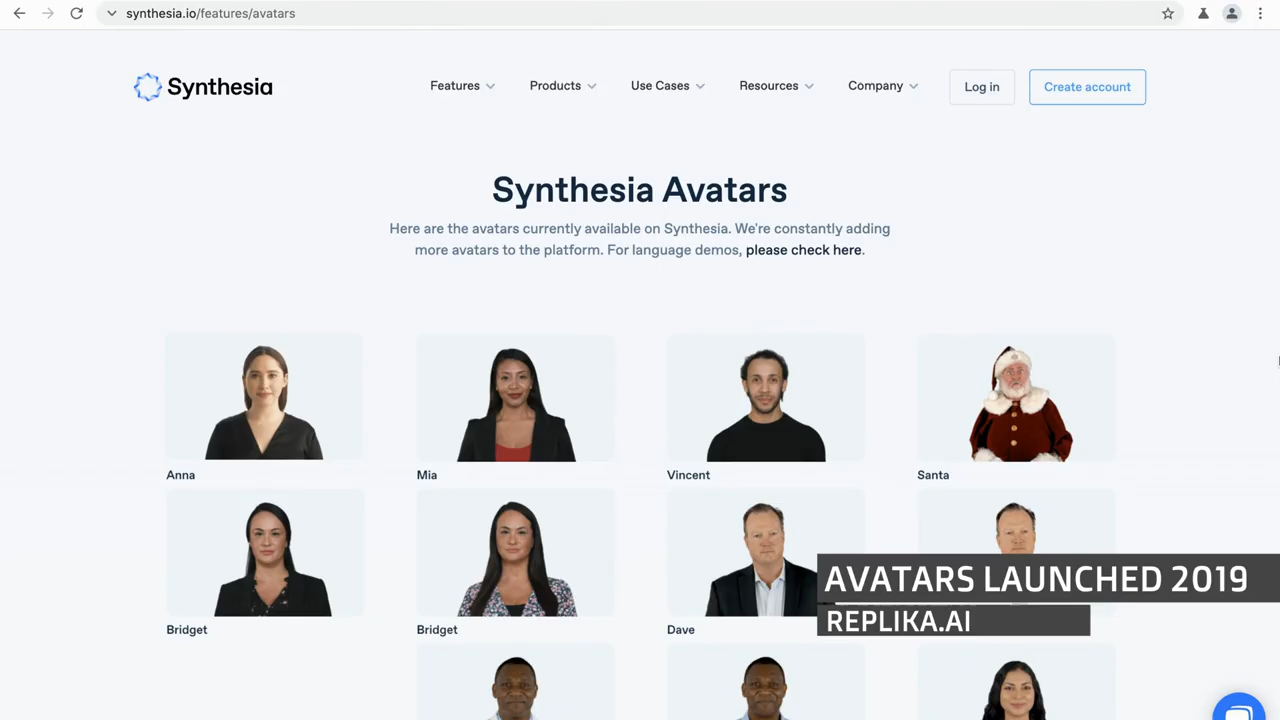 synthesia.io/features/avatars
Synthesia
Features
Products
Use Cases
Resources
Company
Log in
Create account
Synthesia Avatars
Here are the avatars currently available on Synthesia. We're constantly adding
more avatars to the platform. For language demos, please check here.
Anna
Mia
Vincent
Santa
Bridget
Bridget
Dave
AVATARS LAUNCHED 2019
REPLIKA.AI